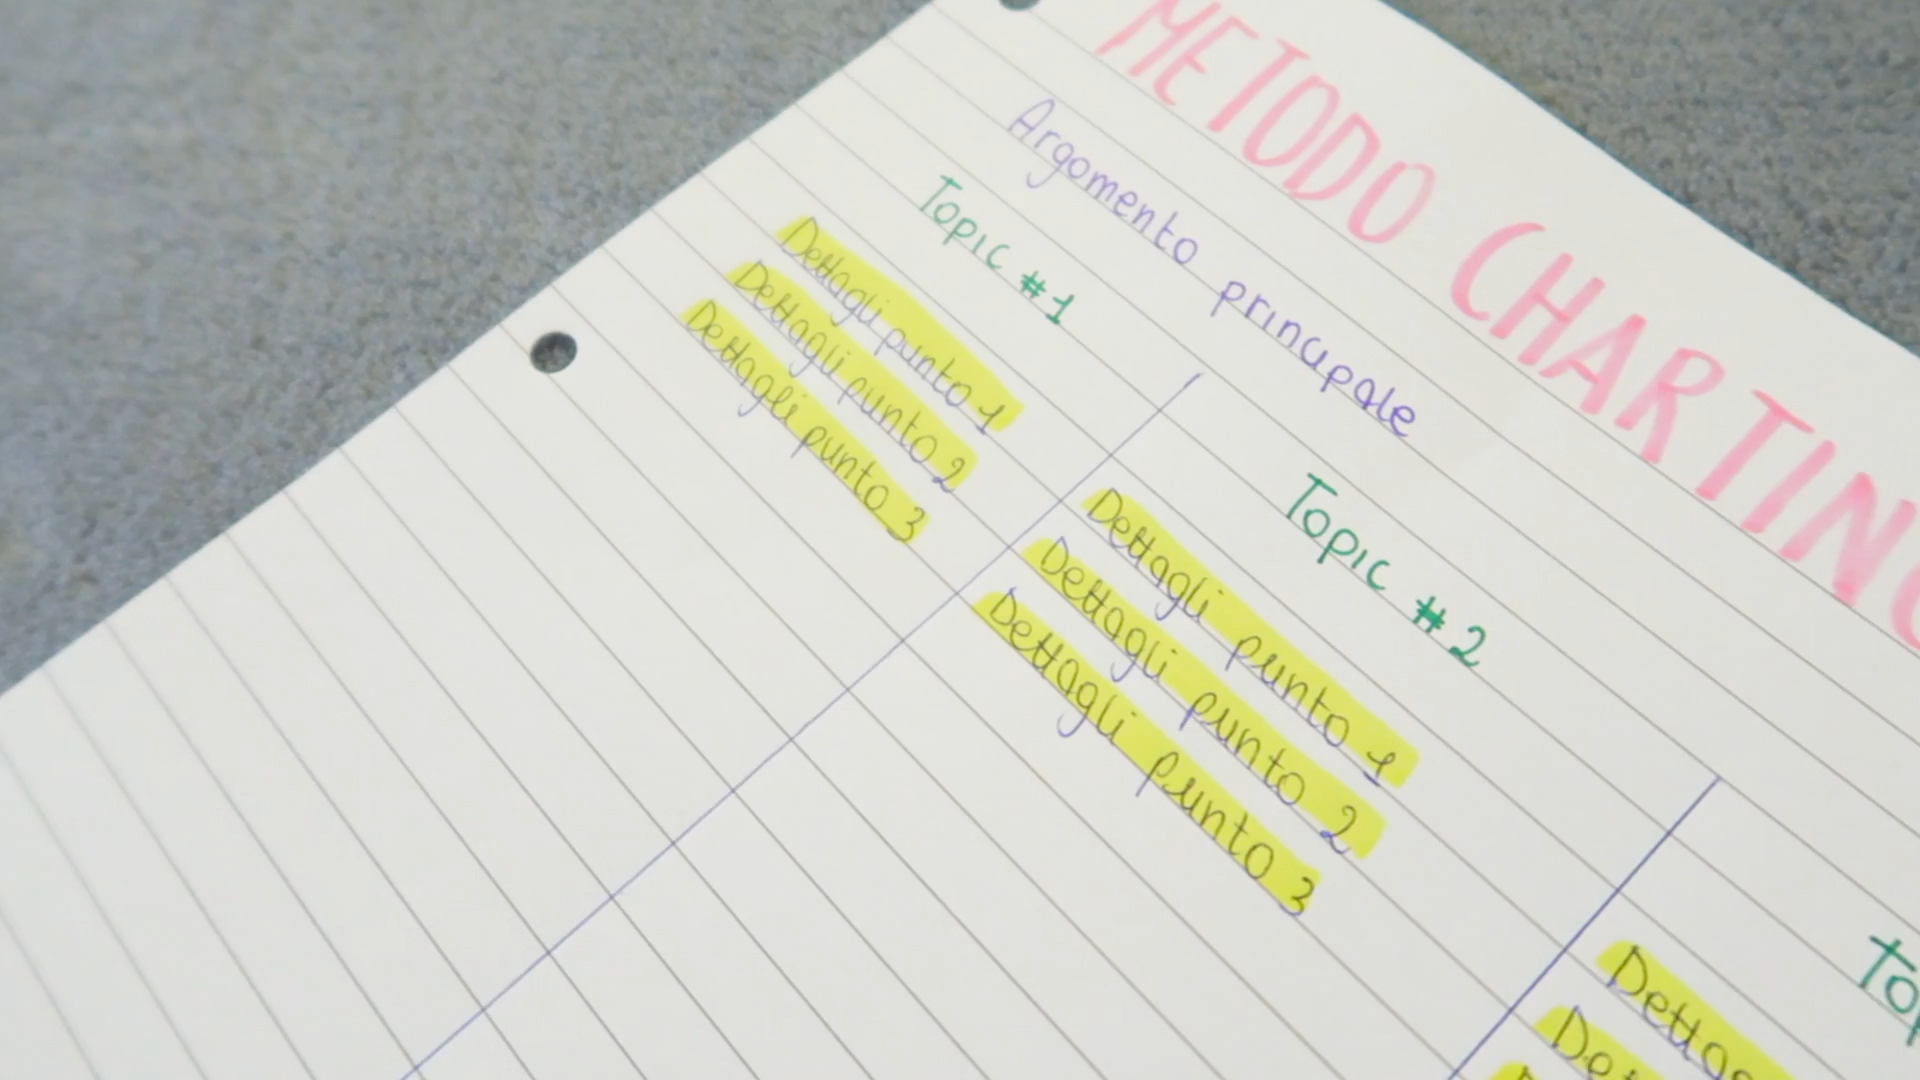 METODO CHARTING
Argomento principale
Topic #1
Dettagli punto 1
Dettagli punto 2
Dettagli punto 3
Topic #2
Dettagli punto 1
Dettagli punto 2
Dettagli punto 3